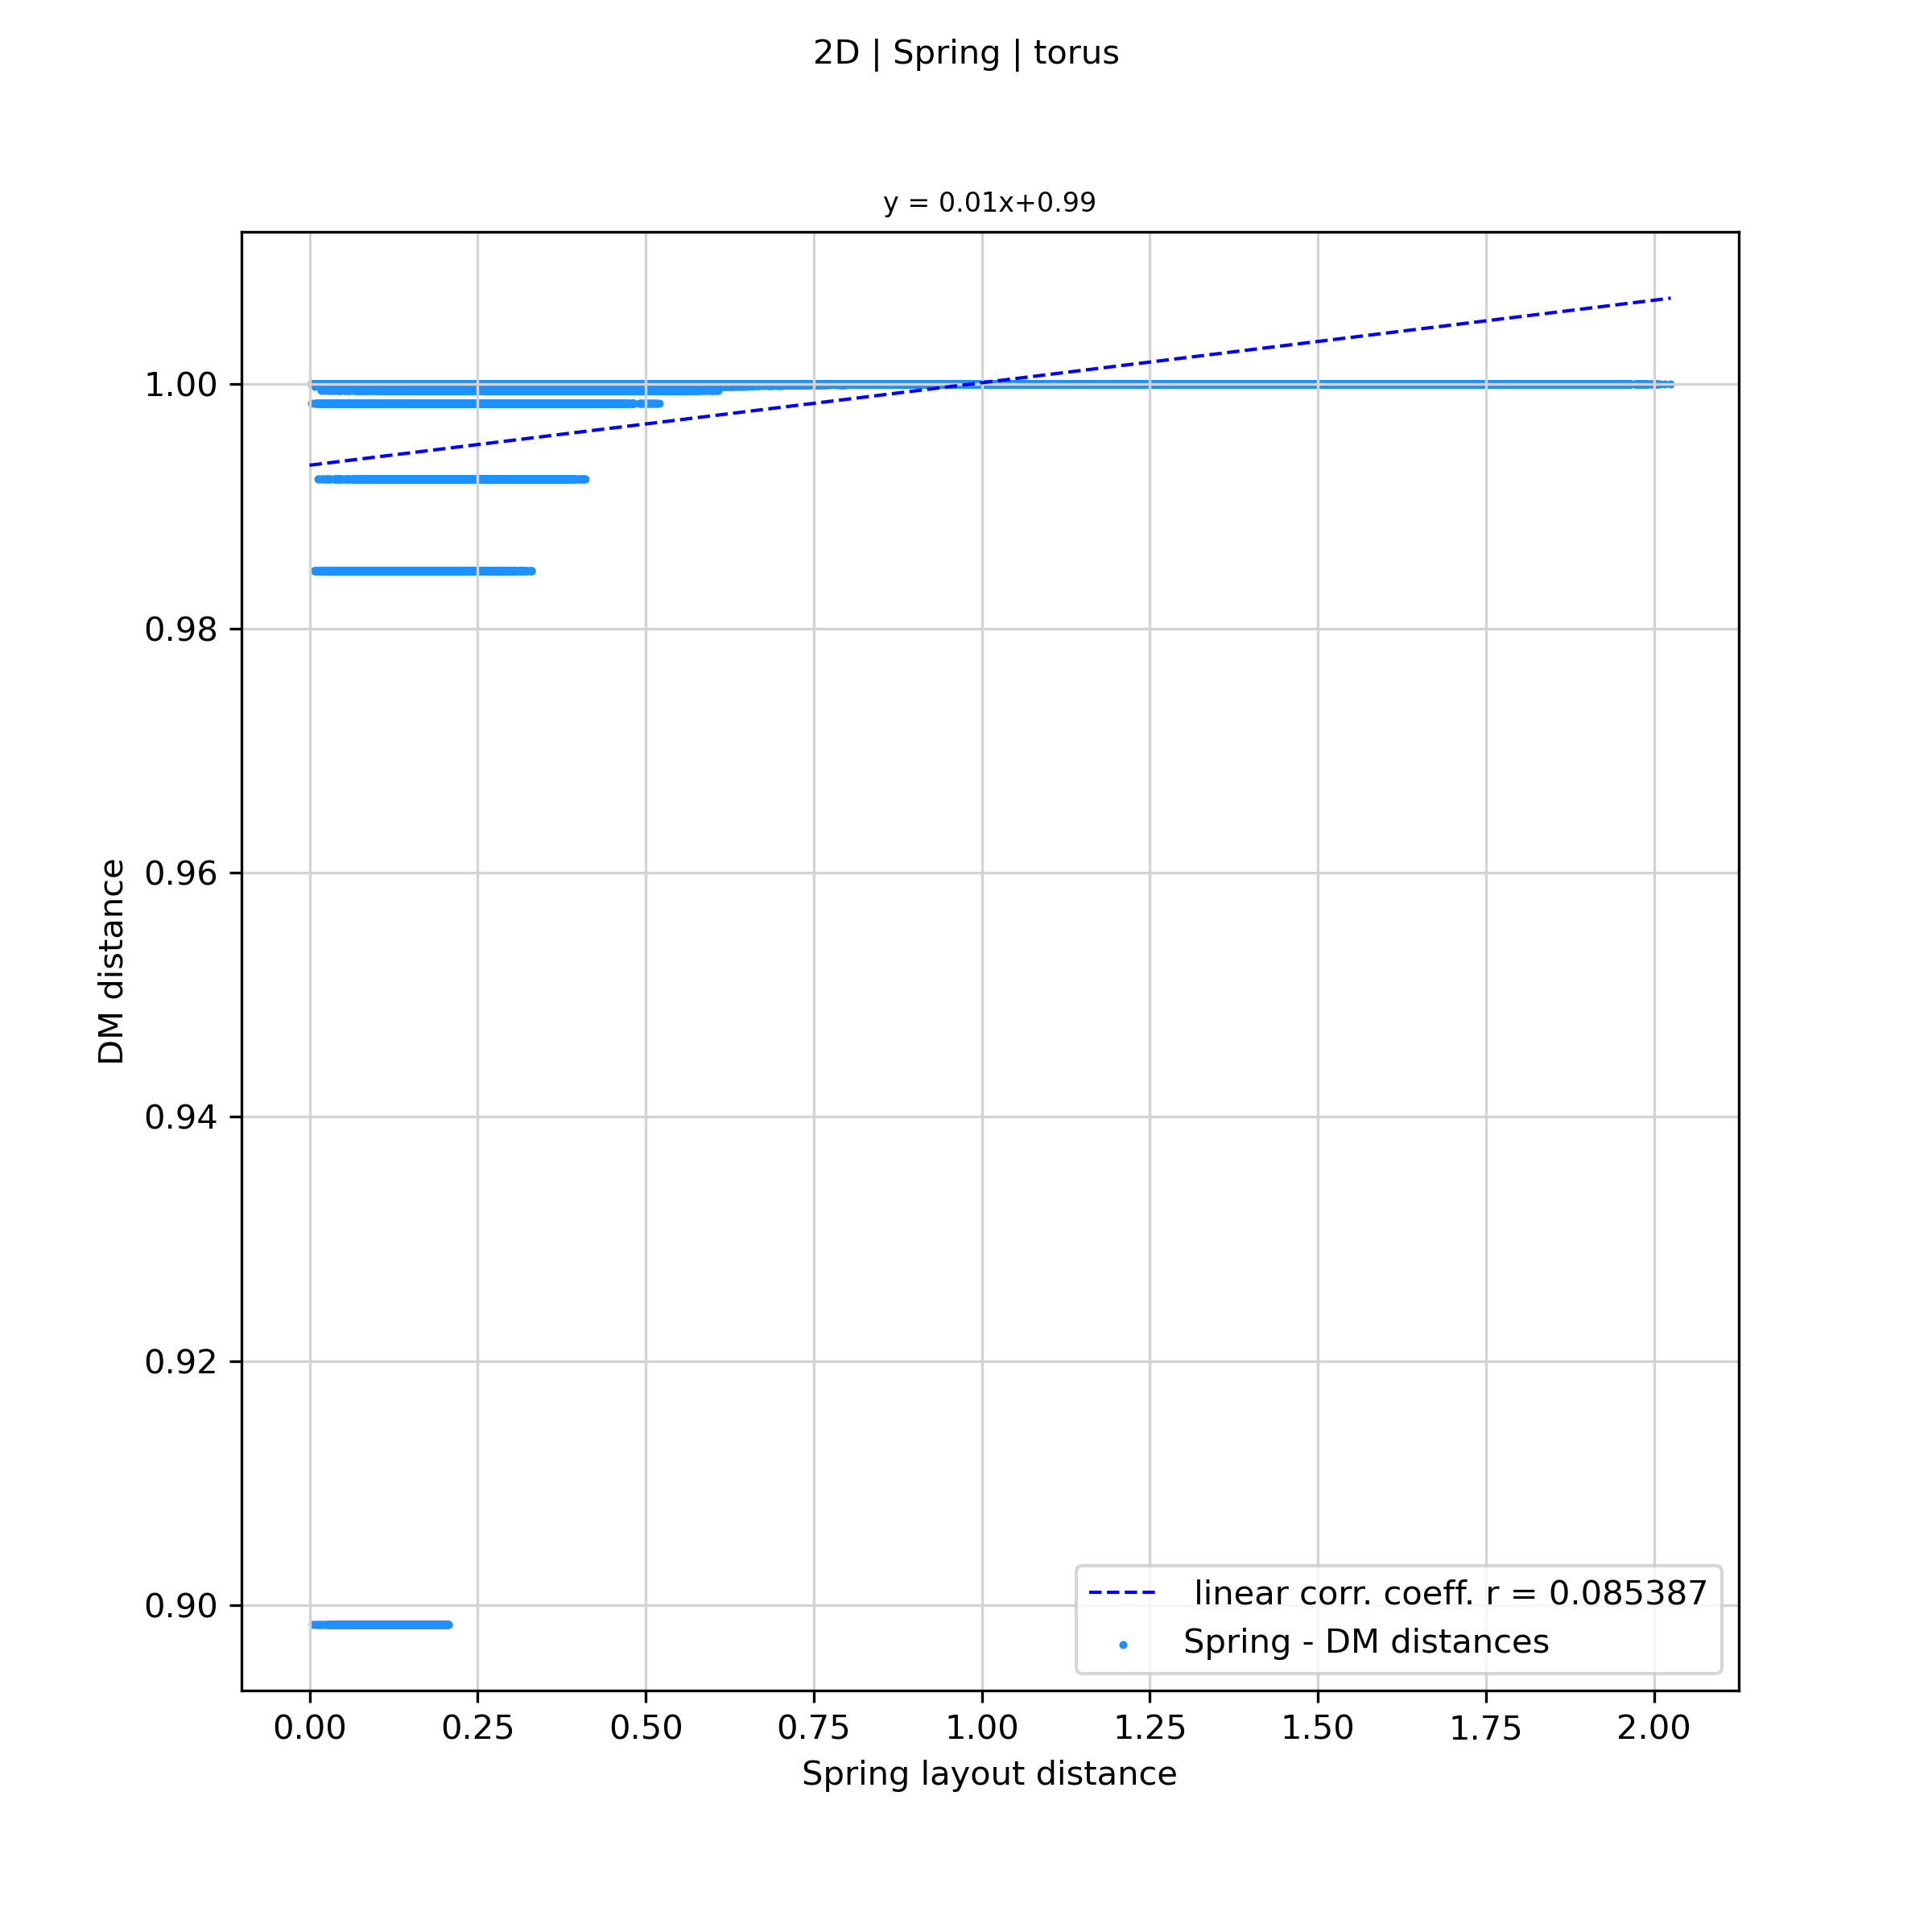 2D | Spring | torus
y = 0.01x+0.99
1.00
0.98
0.96
0.94
0.92
0.90
DM distance
linear corr. coeff. r = 0.085387
Spring - DM distances
0.00 0.25 0.50 0.75 1.00 1.25 1.50 1.75 2.00
Spring layout distance